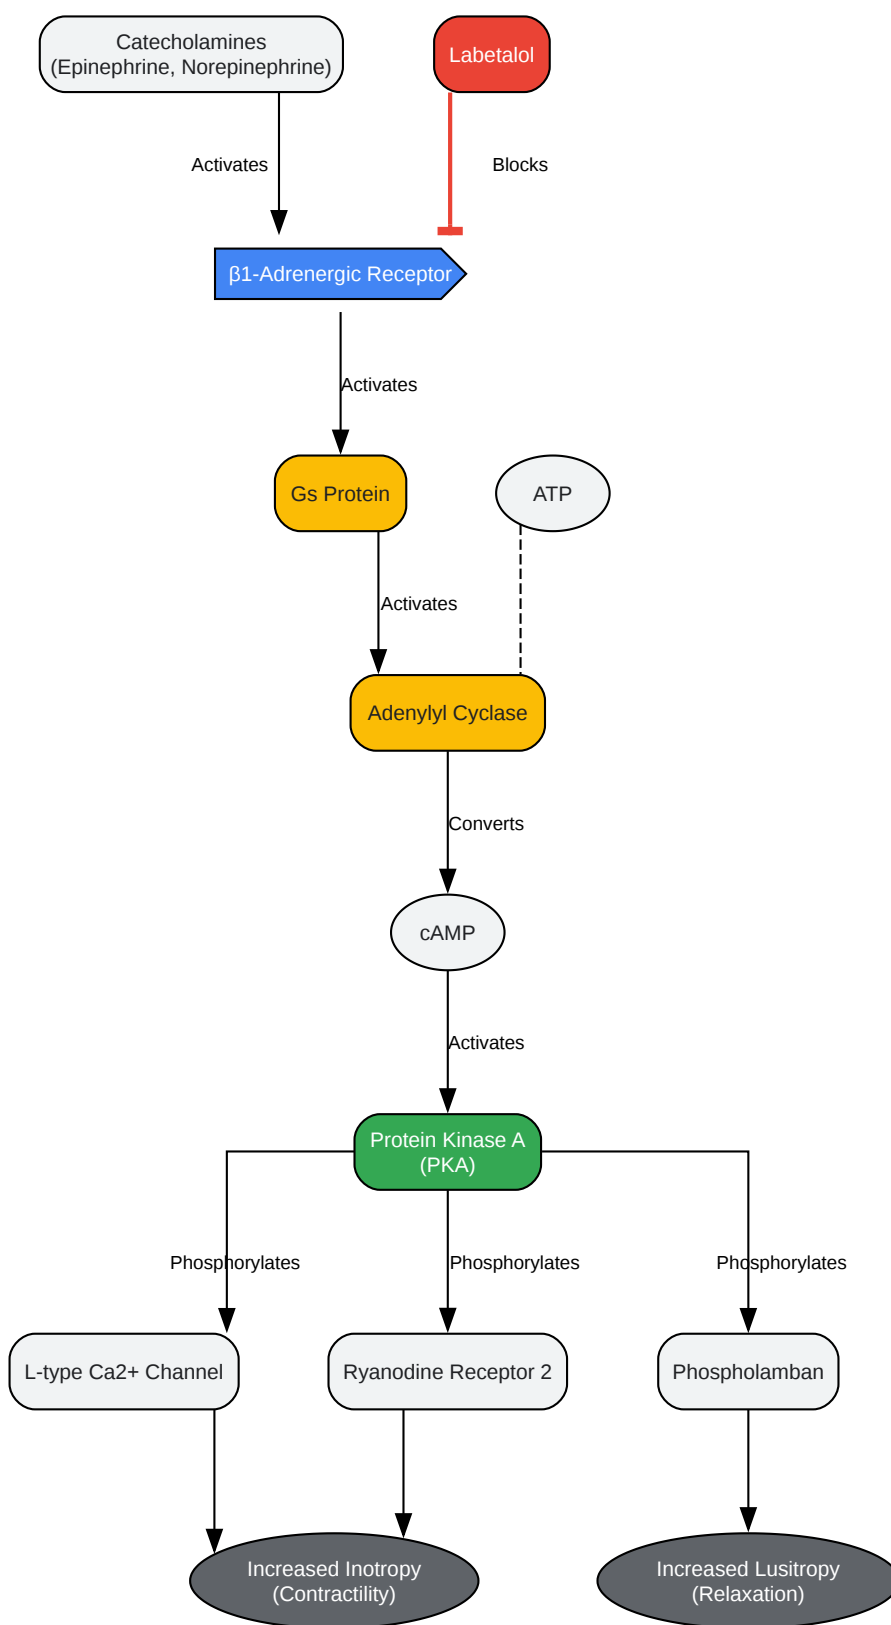 Catecholamines
(Epinephrine, Norepinephrine)
Labetalol
Activates
Blocks
β1-Adrenergic Receptor
Activates
Gs Protein
ATP
Activates
Adenylyl Cyclase
Converts
cAMP
Activates
Protein Kinase A
(PKA)
Phosphorylates
Phosphorylates
Phosphorylates
L-type Ca2+ Channel
Ryanodine Receptor 2
Phospholamban
Increased Inotropy
(Contractility)
Increased Lusitropy
(Relaxation)